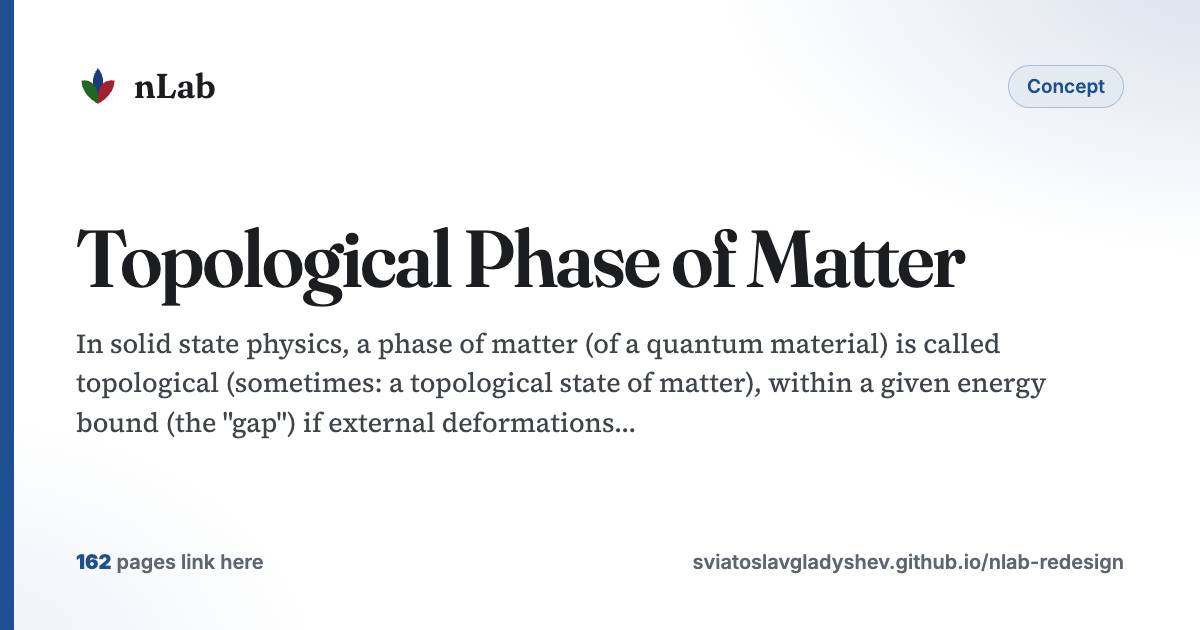 nLab
Concept
Topological Phase of Matter
In solid state physics, a phase of matter (of a quantum material) is called
topological (sometimes: a topological state of matter), within a given energy
bound (the "gap") if external deformations...
162 pages link here
sviatoslavgladyshev.github.io/nlab-redesign